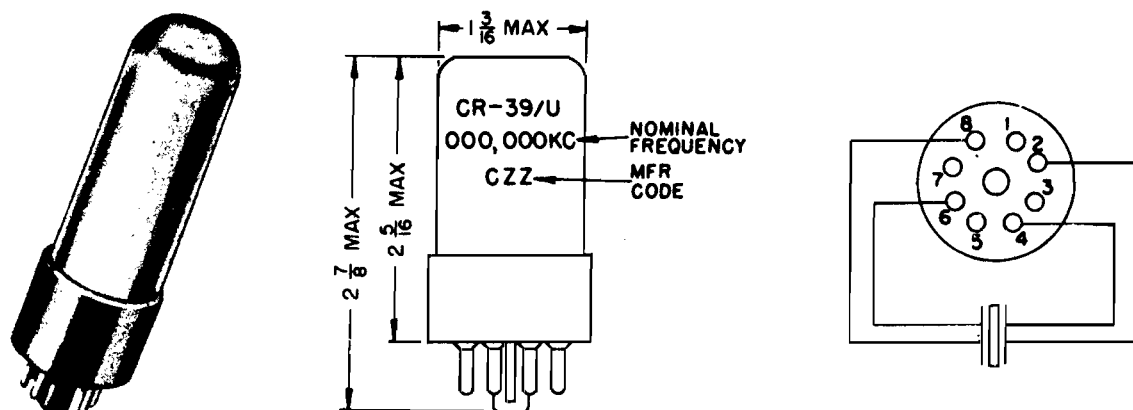 1 3/16 MAX
CR-39/U
000,000KC
NOMINAL
FREQUENCY
CZZ
MFR
CODE
2 7/8 MAX
2 5/16 MAX
8
1
2
7
3
6
5
4